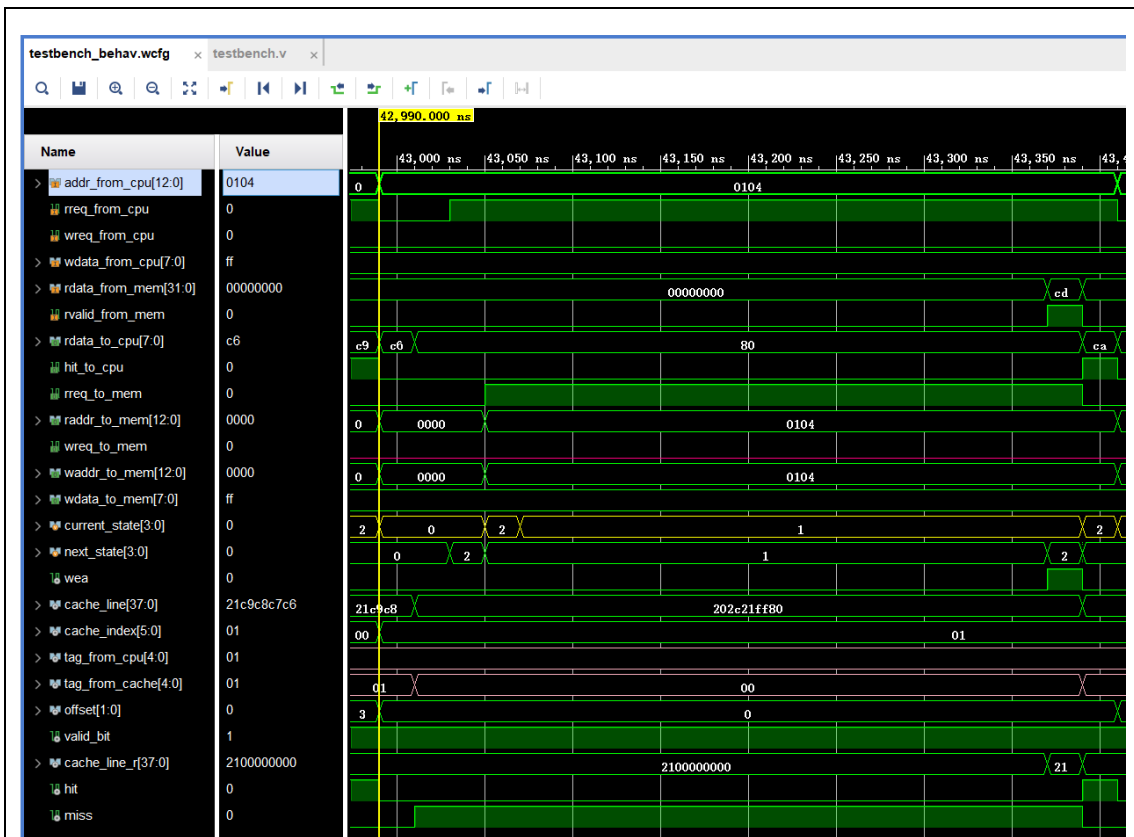 testbench_behav.wcfg × testbench.v ×
42,990.000 ns
Name Value
43,000 ns 43,050 ns 43,100 ns 43,150 ns 43,200 ns 43,250 ns 43,300 ns 43,350 ns 43,4
addr_from_cpu[12:0] 0104 0 0104
rreq_from_cpu 0
wreq_from_cpu 0
wdata_from_cpu[7:0] ff
rdata_from_mem[31:0] 00000000 00000000 cd
rvalid_from_mem 0
rdata_to_cpu[7:0] c6 c9 c6 80 ca
hit_to_cpu 0
rreq_to_mem 0
raddr_to_mem[12:0] 0000 0 0000 0104
wreq_to_mem 0
waddr_to_mem[12:0] 0000 0 0000 0104
wdata_to_mem[7:0] ff
current_state[3:0] 0 2 0 2 1 2
next_state[3:0] 0 0 2 1 2
wea 0
cache_line[37:0] 21c9c8c7c6 21c9c8 202c21ff80
cache_index[5:0] 01 00 01
tag_from_cpu[4:0] 01
tag_from_cache[4:0] 01 01 00
offset[1:0] 0 3 0
valid_bit 1
cache_line_r[37:0] 2100000000 2100000000 21
hit 0
miss 0